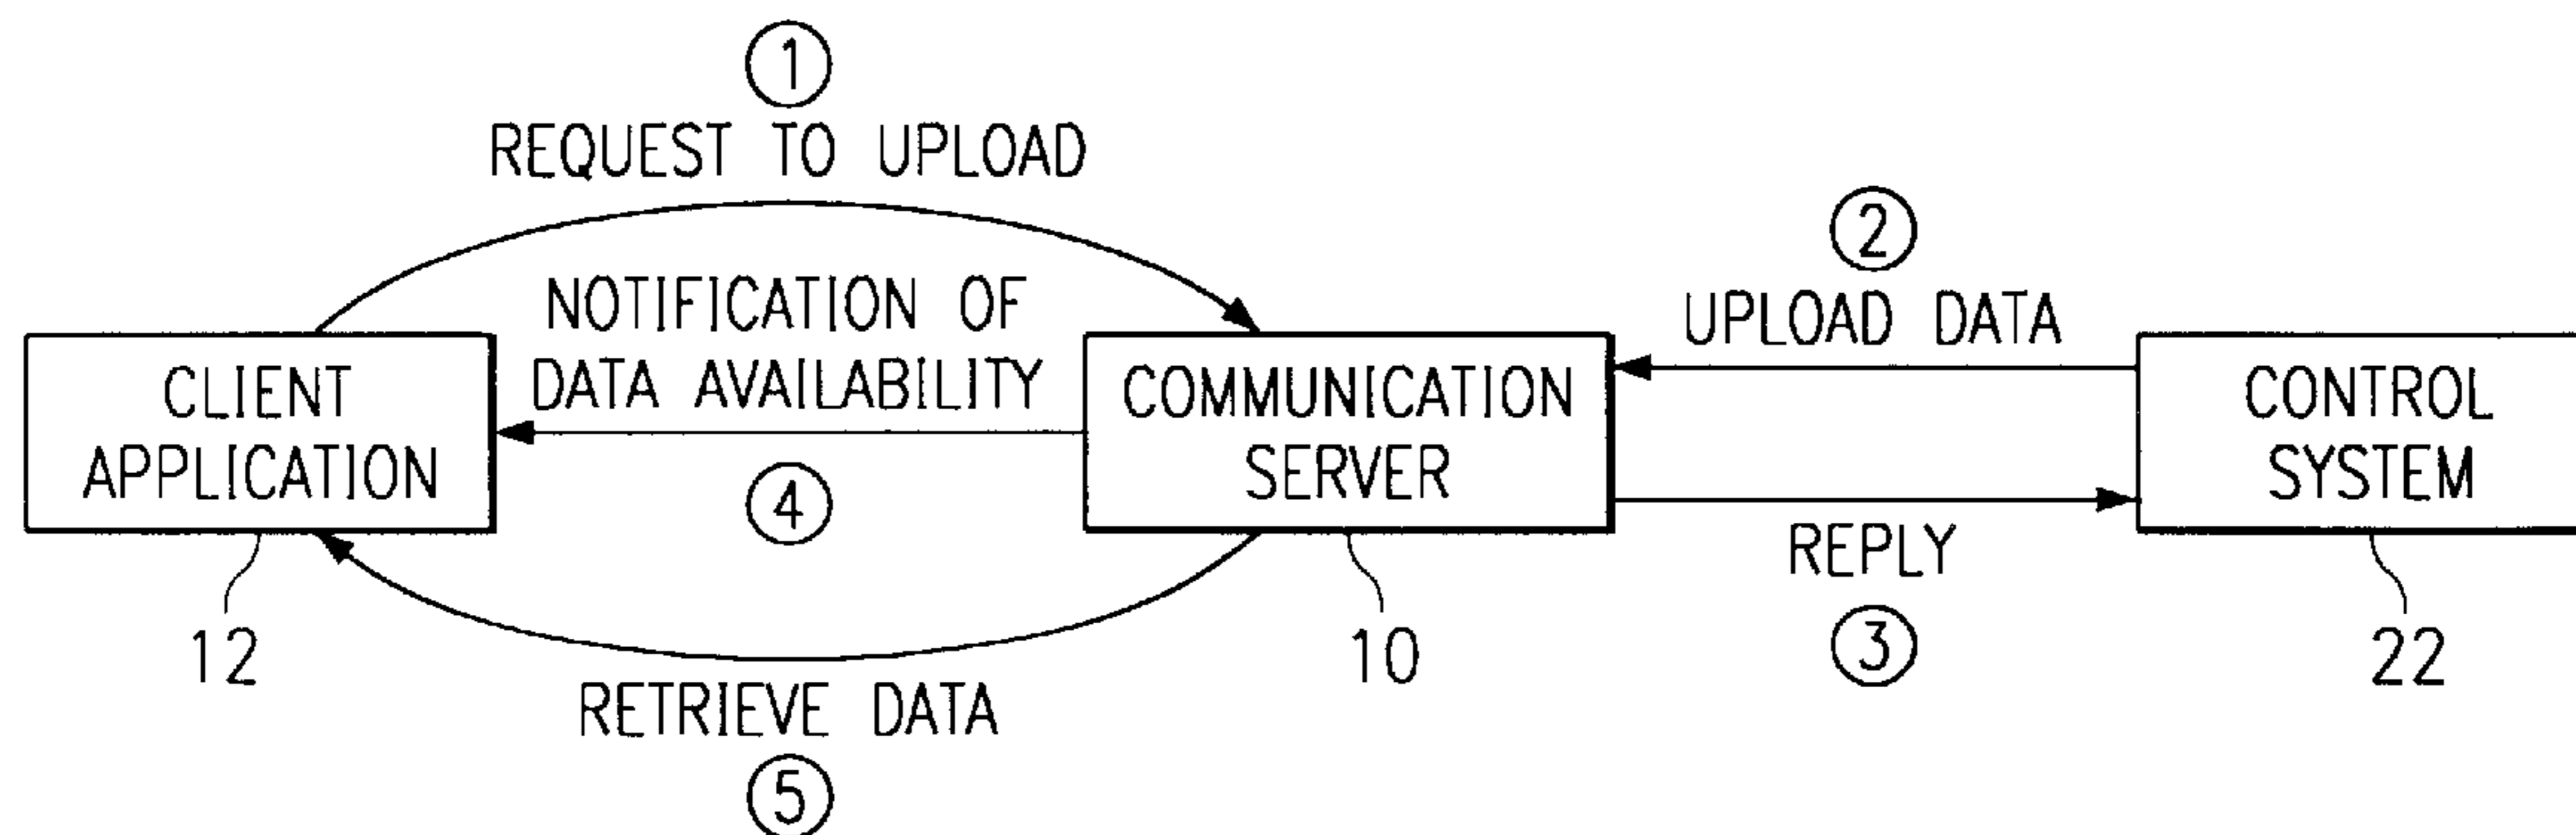 1
REQUEST TO UPLOAD
NOTIFICATION OF
DATA AVAILABILITY
4
2
UPLOAD DATA
CLIENT
APPLICATION
COMMUNICATION
SERVER
CONTROL
SYSTEM
REPLY
3
12
10
22
RETRIEVE DATA
5